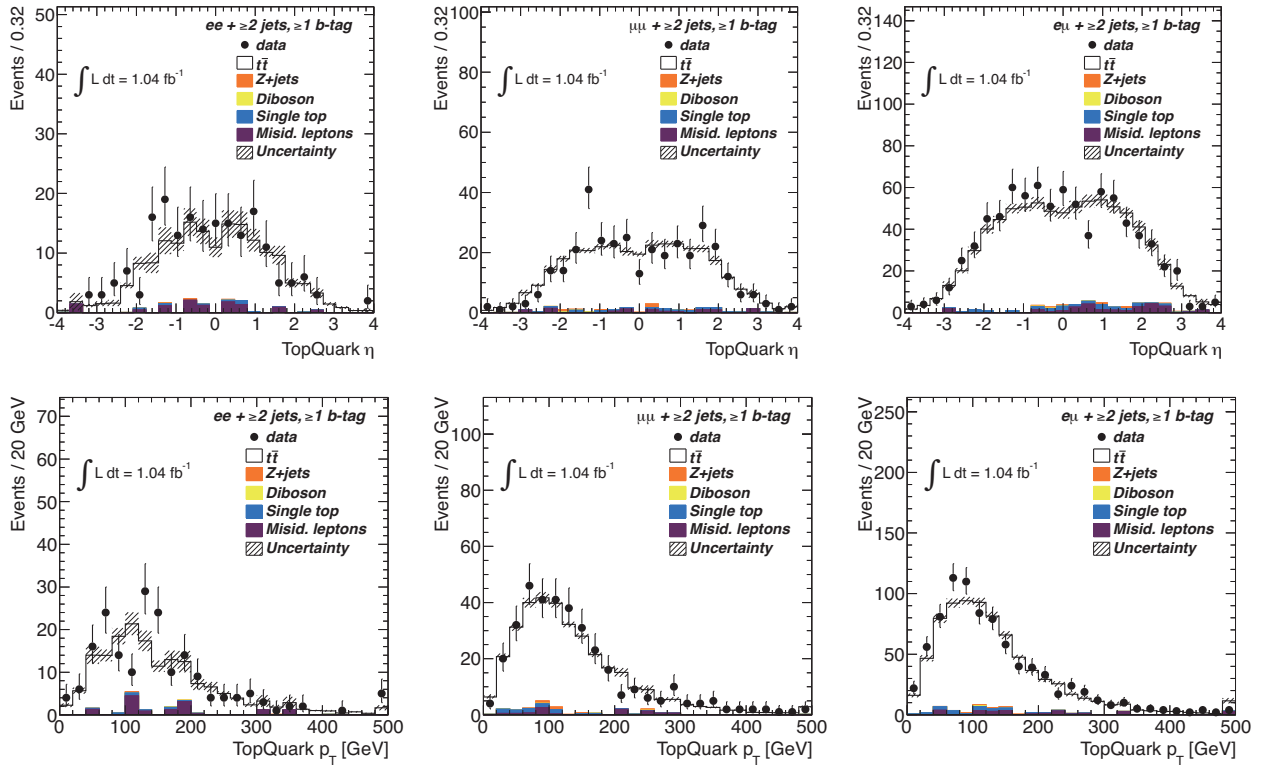 Events / 0.32
ee + ≥2 jets, ≥1 b-tag
∫ L dt = 1.04 fb⁻¹
data
tt̄
Z+jets
Diboson
Single top
Misid. leptons
Uncertainty
50
40
30
20
10
0
-4 -3 -2 -1 0 1 2 3 4
TopQuark η
Events / 0.32
μμ + ≥2 jets, ≥1 b-tag
∫ L dt = 1.04 fb⁻¹
data
tt̄
Z+jets
Diboson
Single top
Misid. leptons
Uncertainty
100
80
60
40
20
0
-4 -3 -2 -1 0 1 2 3 4
TopQuark η
Events / 0.32
eμ + ≥2 jets, ≥1 b-tag
∫ L dt = 1.04 fb⁻¹
data
tt̄
Z+jets
Diboson
Single top
Misid. leptons
Uncertainty
140
120
100
80
60
40
20
0
-4 -3 -2 -1 0 1 2 3 4
TopQuark η
Events / 20 GeV
ee + ≥2 jets, ≥1 b-tag
∫ L dt = 1.04 fb⁻¹
data
tt̄
Z+jets
Diboson
Single top
Misid. leptons
Uncertainty
70
60
50
40
30
20
10
0
0 100 200 300 400 500
TopQuark p_T [GeV]
Events / 20 GeV
μμ + ≥2 jets, ≥1 b-tag
∫ L dt = 1.04 fb⁻¹
data
tt̄
Z+jets
Diboson
Single top
Misid. leptons
Uncertainty
100
80
60
40
20
0
0 100 200 300 400 500
TopQuark p_T [GeV]
Events / 20 GeV
eμ + ≥2 jets, ≥1 b-tag
∫ L dt = 1.04 fb⁻¹
data
tt̄
Z+jets
Diboson
Single top
Misid. leptons
Uncertainty
250
200
150
100
50
0
0 100 200 300 400 500
TopQuark p_T [GeV]